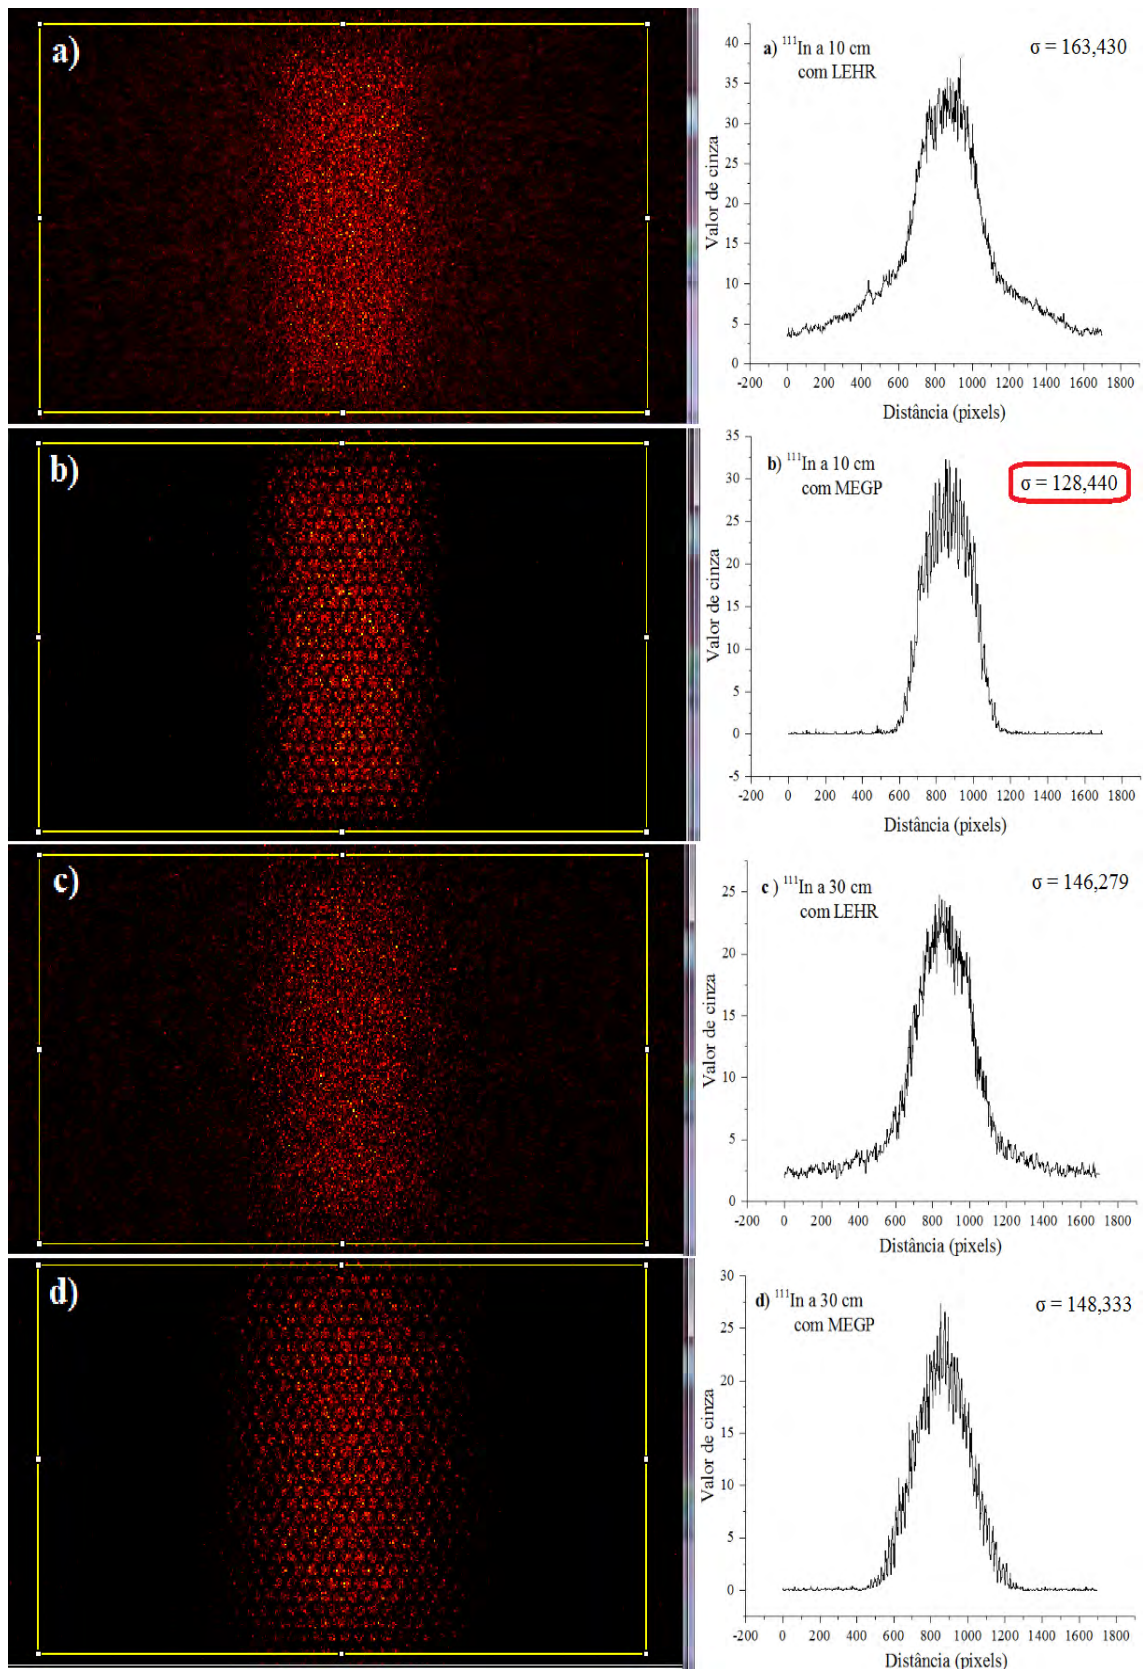 a)
a) ¹¹¹In a 10 cm
com LEHR
σ = 163,430
Valor de cinza
40
35
30
25
20
15
10
5
0
-200 0 200 400 600 800 1000 1200 1400 1600 1800
Distância (pixels)
b)
b) ¹¹¹In a 10 cm
com MEGP
σ = 128,440
Valor de cinza
35
30
25
20
15
10
5
0
-5
-200 0 200 400 600 800 1000 1200 1400 1600 1800
Distância (pixels)
c)
c ) ¹¹¹In a 30 cm
com LEHR
σ = 146,279
Valor de cinza
25
20
15
10
5
0
-200 0 200 400 600 800 1000 1200 1400 1600 1800
Distância (pixels)
d)
d) ¹¹¹In a 30 cm
com MEGP
σ = 148,333
Valor de cinza
30
25
20
15
10
5
0
-200 0 200 400 600 800 1000 1200 1400 1600 1800
Distância (pixels)